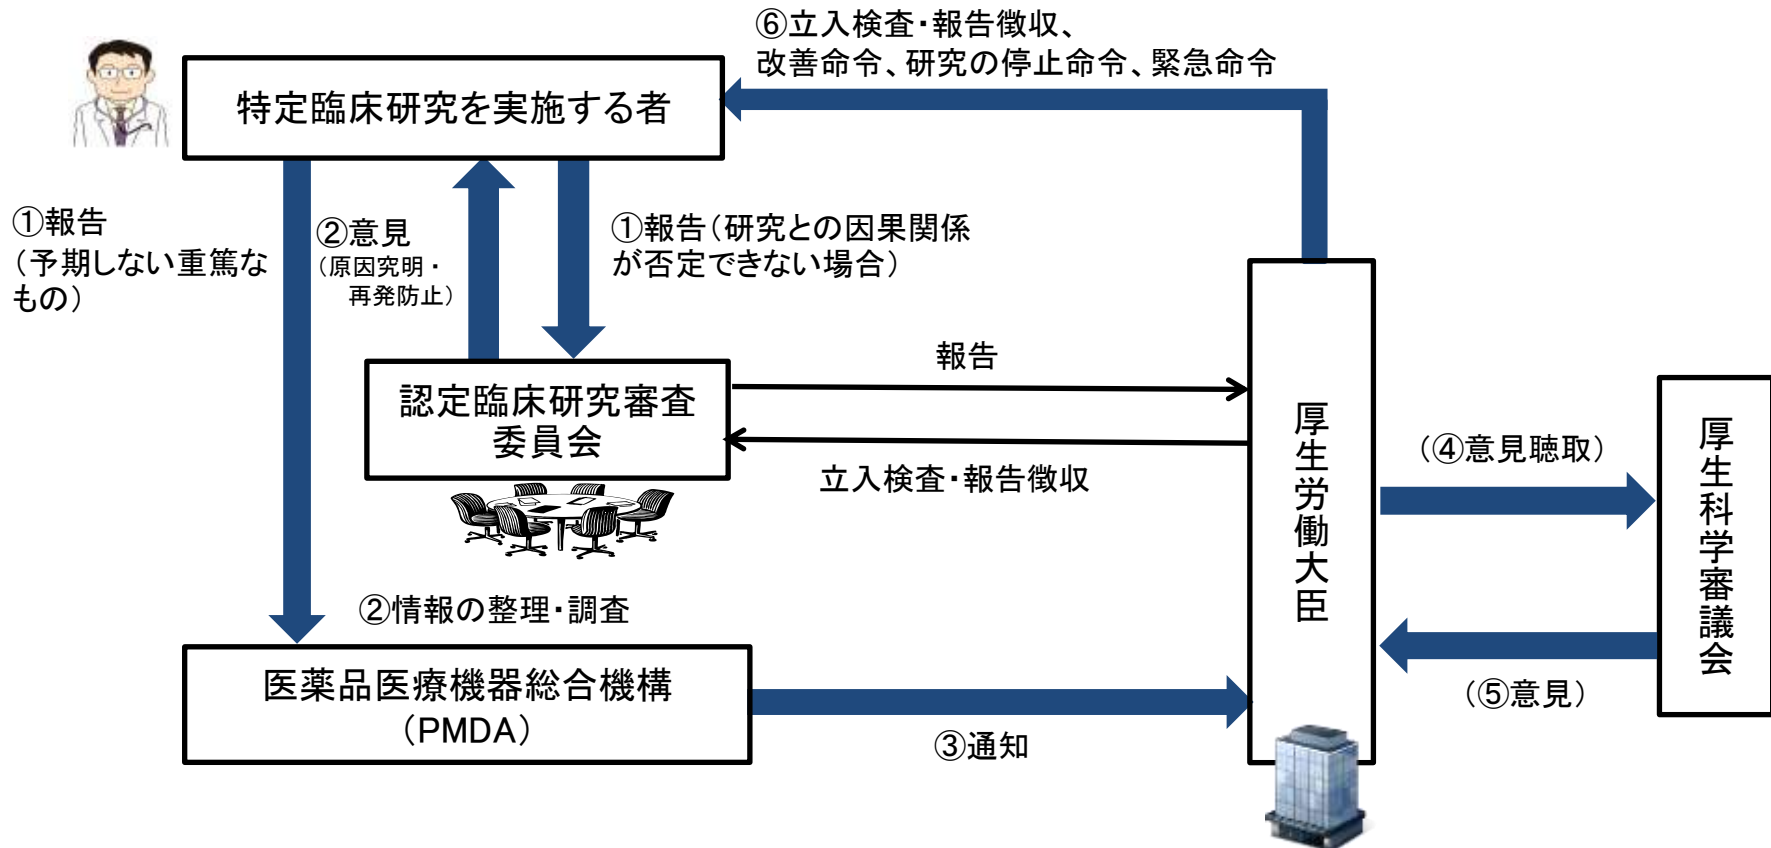 ⑥立入検査・報告徴収、
改善命令、研究の停止命令、緊急命令
特定臨床研究を実施する者
①報告
（予期しない重篤な
もの）
②意見
（原因究明・
再発防止）
①報告（研究との因果関係
が否定できない場合）
認定臨床研究審査
委員会
報告
立入検査・報告徴収
厚生労働大臣
（④意見聴取）
（⑤意見）
厚生科学審議会
②情報の整理・調査
医薬品医療機器総合機構
（PMDA）
③通知